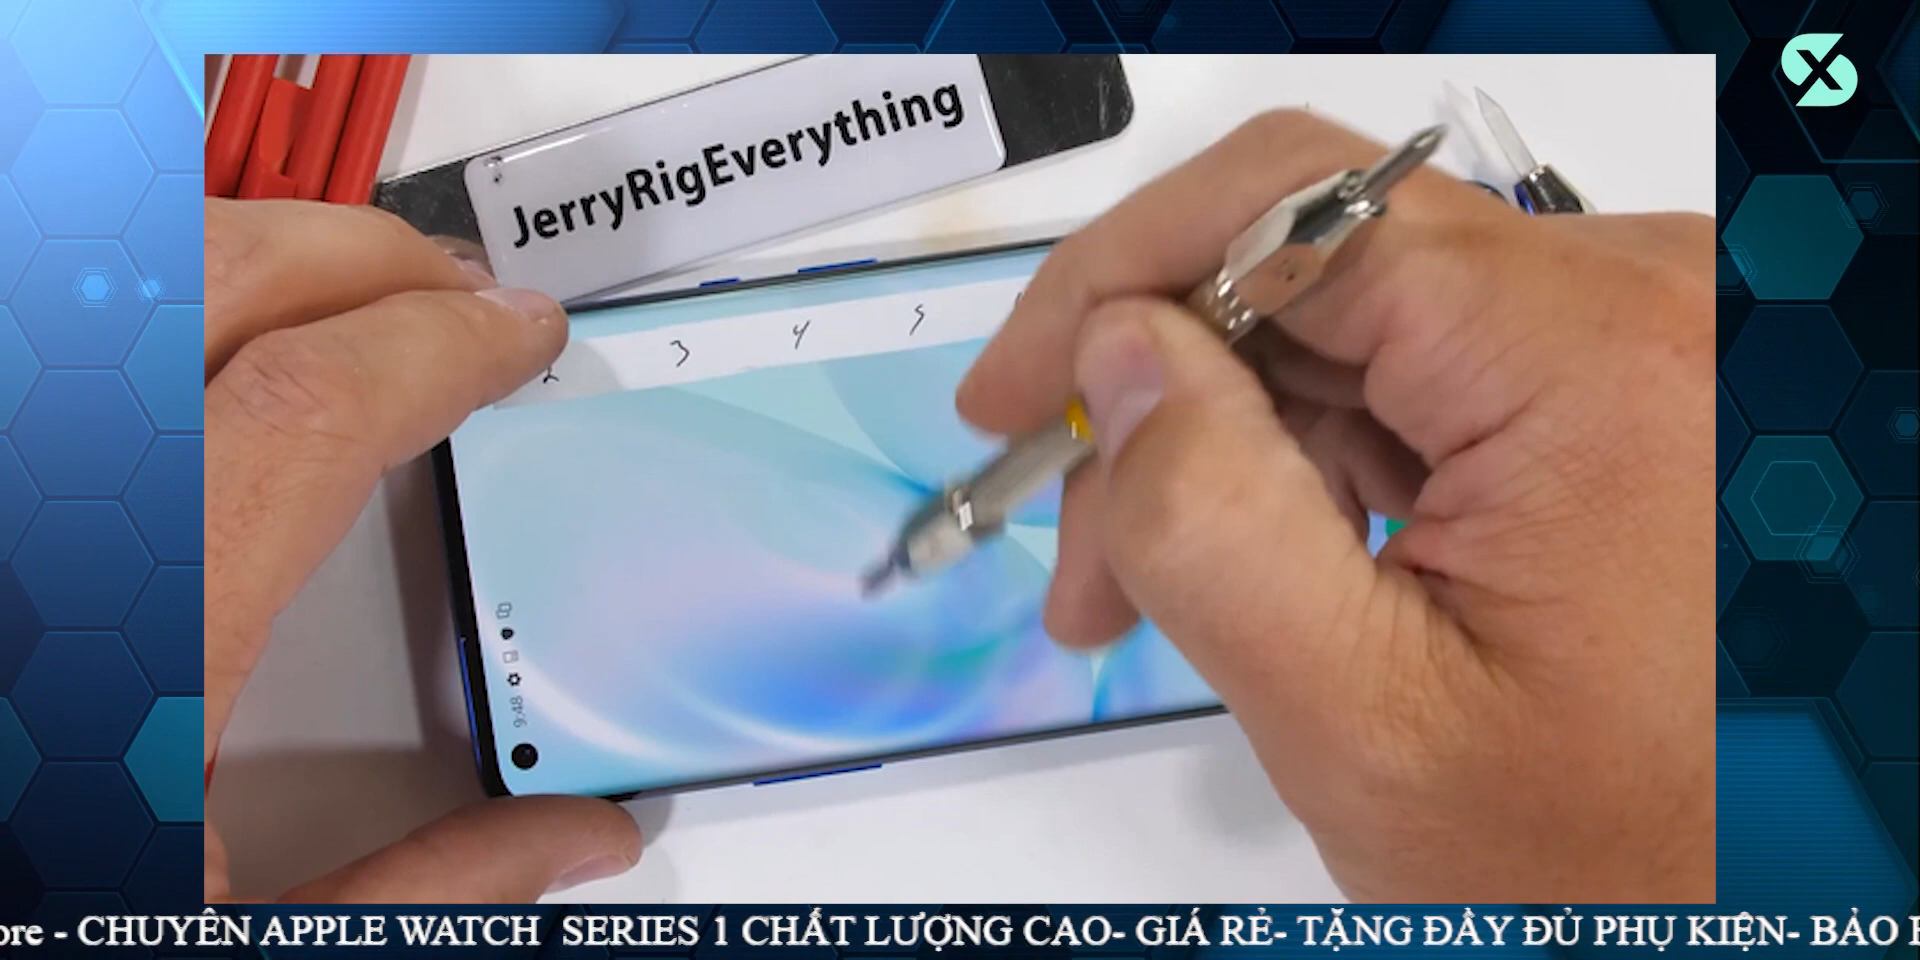 JerryRigEverything
2 3 4 5
9:48
ore - CHUYÊN APPLE WATCH SERIES 1 CHẤT LƯỢNG CAO- GIÁ RẺ- TẶNG ĐẦY ĐỦ PHỤ KIỆN- BẢO